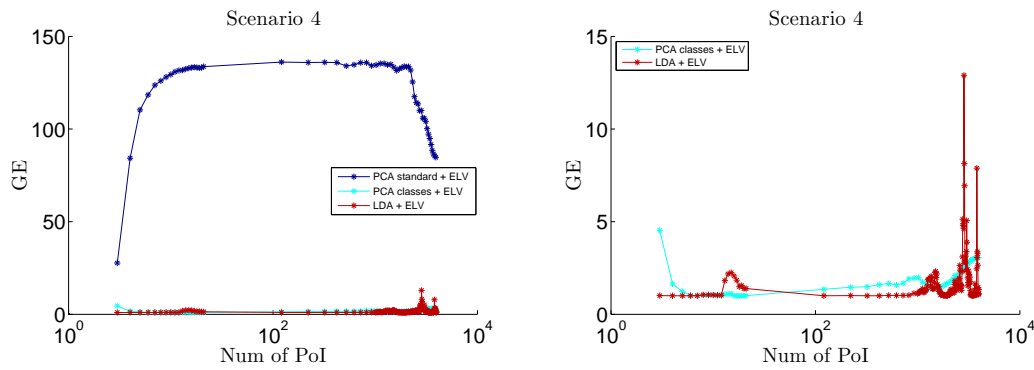 Scenario 4
150
100
50
0
GE
PCA standard + ELV
PCA classes + ELV
LDA + ELV
10^0
10^2
10^4
Num of PoI
Scenario 4
15
10
5
0
GE
PCA classes + ELV
LDA + ELV
10^0
10^2
10^4
Num of PoI